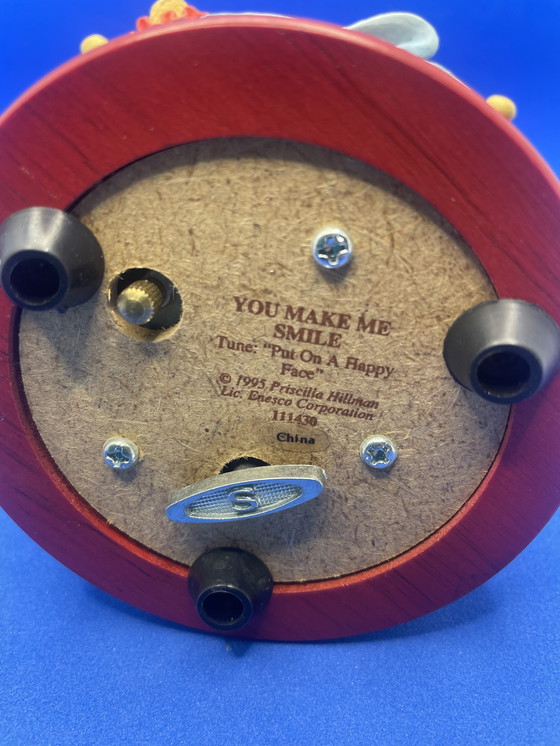 YOU MAKE ME
SMILE
Tune: "Put On A Happy
Face"
© 1995 Priscilla Hillman
Lic. Enesco Corporation
111430
China
S